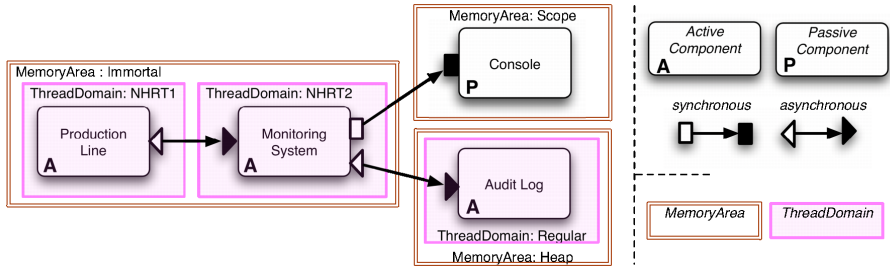 MemoryArea: Scope
Console
P
MemoryArea : Immortal
ThreadDomain: NHRT1
ThreadDomain: NHRT2
Production
Line
A
Monitoring
System
A
Audit Log
A
ThreadDomain: Regular
MemoryArea: Heap
Active
Component
A
Passive
Component
P
synchronous
asynchronous
MemoryArea
ThreadDomain